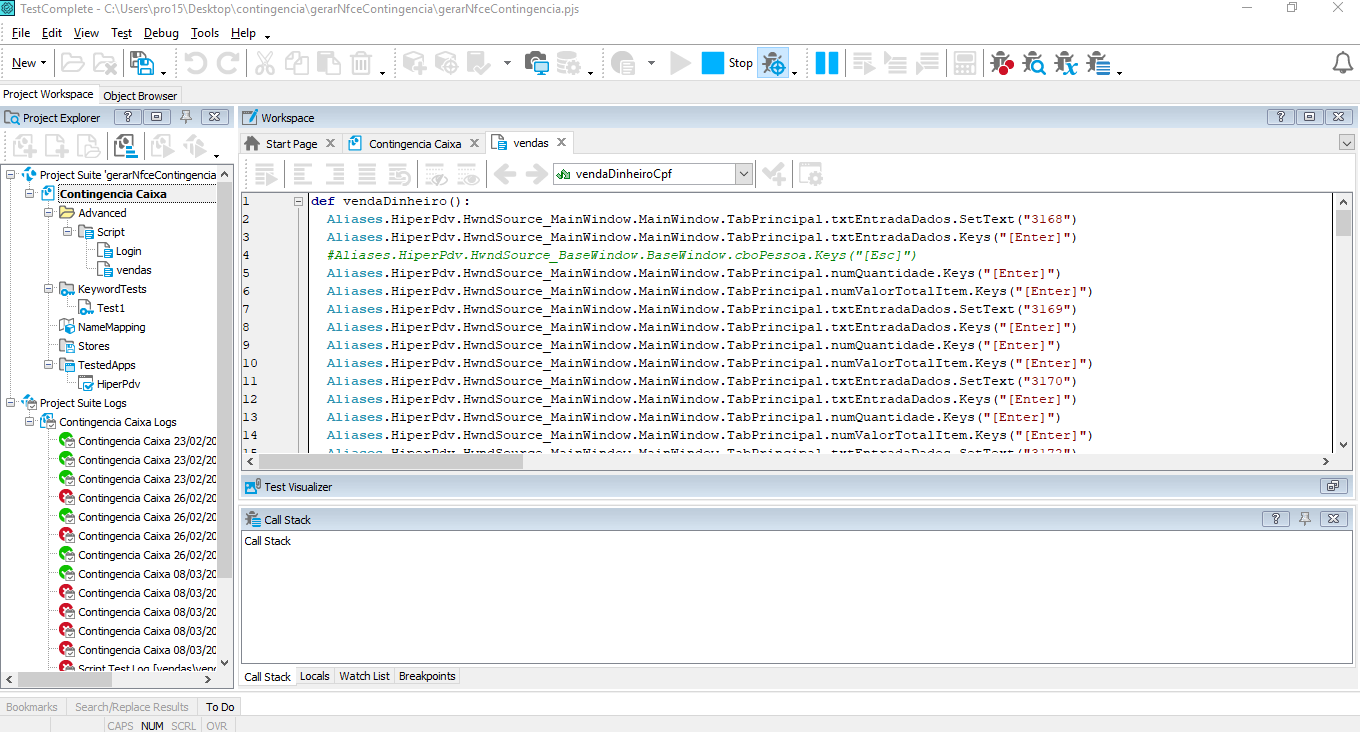 TestComplete - C:\Users\pro15\Desktop\contingencia\gerarNfceContingencia\gerarNfceContingencia.pjs
File Edit View Test Debug Tools Help
New Stop
Project Workspace Object Browser
Project Explorer ?
Workspace ?
Start Page Contingencia Caixa vendas
vendaDinheiroCpf
Project Suite 'gerarNfceContingencia
Contingencia Caixa
Advanced
Script
Login
vendas
KeywordTests
Test1
NameMapping
Stores
TestedApps
HiperPdv
Project Suite Logs
Contingencia Caixa Logs
Contingencia Caixa 23/02/20
Contingencia Caixa 23/02/20
Contingencia Caixa 23/02/20
Contingencia Caixa 26/02/20
Contingencia Caixa 26/02/20
Contingencia Caixa 26/02/20
Contingencia Caixa 26/02/20
Contingencia Caixa 08/03/20
Contingencia Caixa 08/03/20
Contingencia Caixa 08/03/20
Contingencia Caixa 08/03/20
Contingencia Caixa 08/03/20
Script Test Log [vendas\vend
1 def vendaDinheiro():
2 Aliases.HiperPdv.HwndSource_MainWindow.MainWindow.TabPrincipal.txtEntradaDados.SetText("3168")
3 Aliases.HiperPdv.HwndSource_MainWindow.MainWindow.TabPrincipal.txtEntradaDados.Keys("[Enter]")
4 #Aliases.HiperPdv.HwndSource_BaseWindow.BaseWindow.cboPessoa.Keys("[Esc]")
5 Aliases.HiperPdv.HwndSource_MainWindow.MainWindow.TabPrincipal.numQuantidade.Keys("[Enter]")
6 Aliases.HiperPdv.HwndSource_MainWindow.MainWindow.TabPrincipal.numValorTotalItem.Keys("[Enter]")
7 Aliases.HiperPdv.HwndSource_MainWindow.MainWindow.TabPrincipal.txtEntradaDados.SetText("3169")
8 Aliases.HiperPdv.HwndSource_MainWindow.MainWindow.TabPrincipal.txtEntradaDados.Keys("[Enter]")
9 Aliases.HiperPdv.HwndSource_MainWindow.MainWindow.TabPrincipal.numQuantidade.Keys("[Enter]")
10 Aliases.HiperPdv.HwndSource_MainWindow.MainWindow.TabPrincipal.numValorTotalItem.Keys("[Enter]")
11 Aliases.HiperPdv.HwndSource_MainWindow.MainWindow.TabPrincipal.txtEntradaDados.SetText("3170")
12 Aliases.HiperPdv.HwndSource_MainWindow.MainWindow.TabPrincipal.txtEntradaDados.Keys("[Enter]")
13 Aliases.HiperPdv.HwndSource_MainWindow.MainWindow.TabPrincipal.numQuantidade.Keys("[Enter]")
14 Aliases.HiperPdv.HwndSource_MainWindow.MainWindow.TabPrincipal.numValorTotalItem.Keys("[Enter]")
15 Aliases.HiperPdv.HwndSource_MainWindow.MainWindow.TabPrincipal.txtEntradaDados.SetText("3172")
Test Visualizer
Call Stack ?
Call Stack
Call Stack Locals Watch List Breakpoints
Bookmarks Search/Replace Results To Do
CAPS NUM SCRL OVR